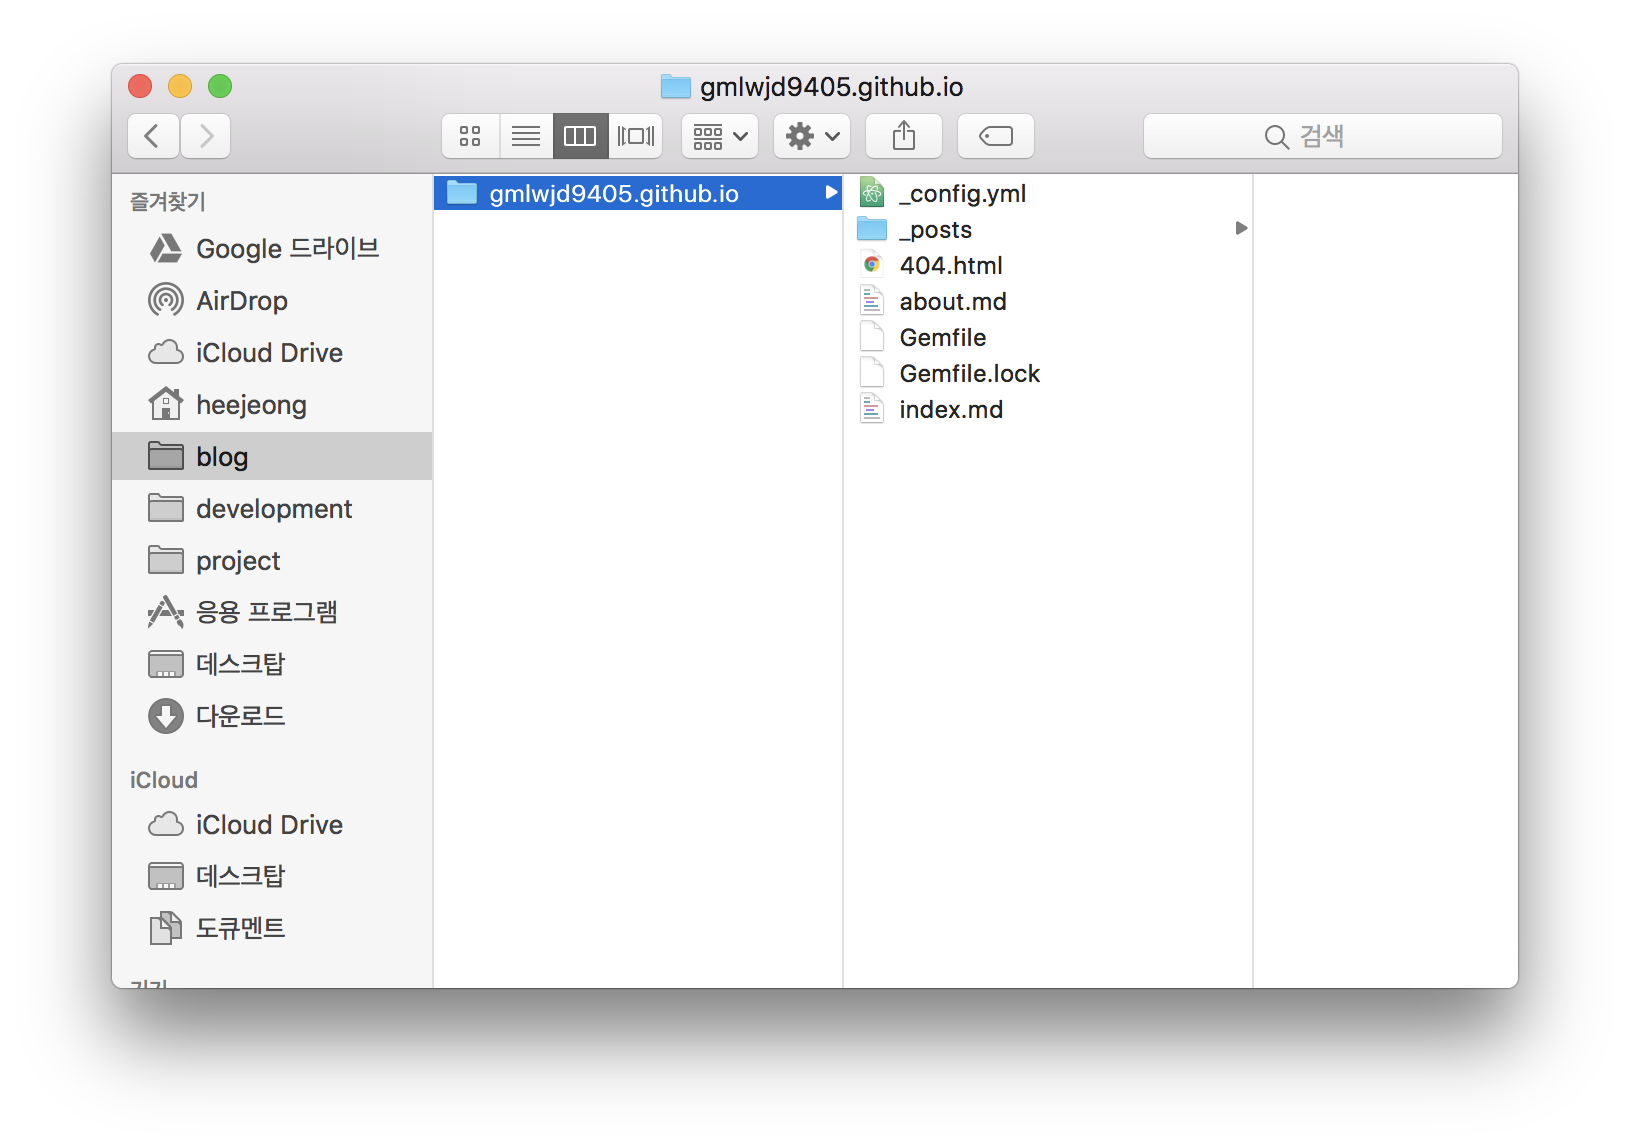 gmlwjd9405.github.io
검색
즐겨찾기
Google 드라이브
AirDrop
iCloud Drive
heejeong
blog
development
project
응용 프로그램
데스크탑
다운로드
iCloud
iCloud Drive
데스크탑
도큐멘트
gmlwjd9405.github.io
_config.yml
_posts
404.html
about.md
Gemfile
Gemfile.lock
index.md